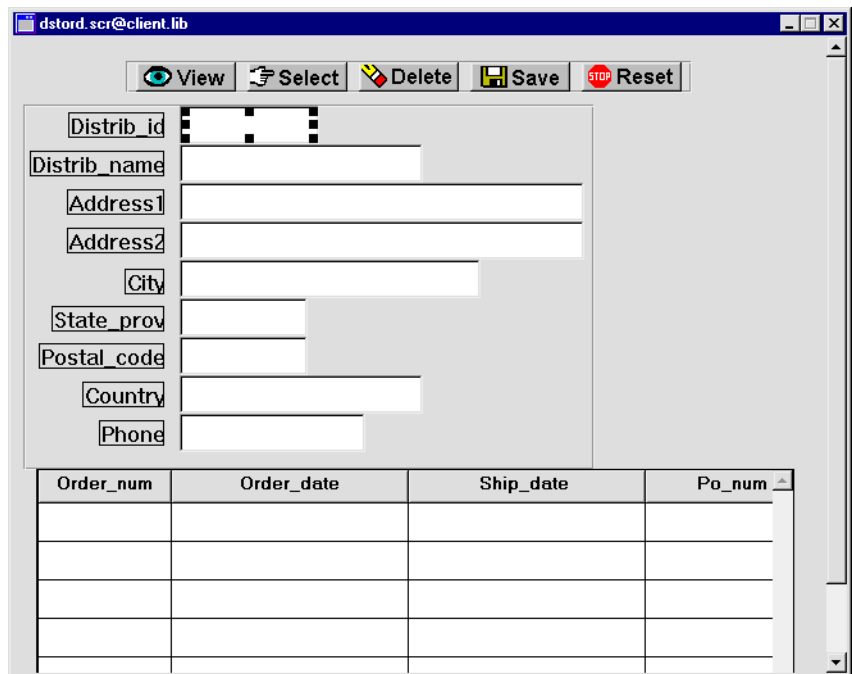 dstord.scr@client.lib
View Select Delete Save STOP Reset
Distrib_id
Distrib_name
Address1
Address2
City
State_prov
Postal_code
Country
Phone
Order_num Order_date Ship_date Po_num